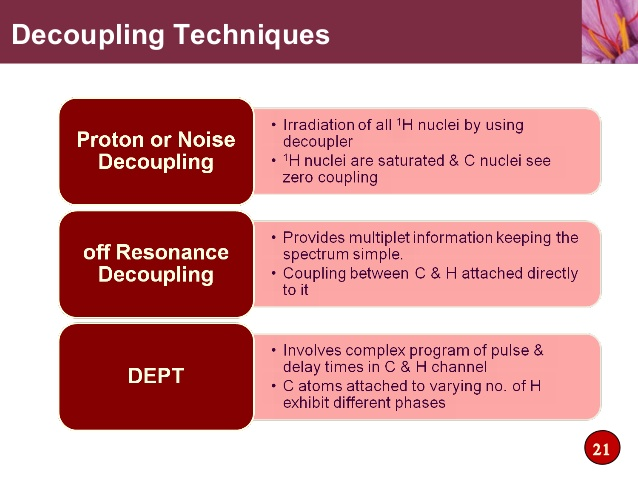 Decoupling Techniques
Proton or Noise
Decoupling
• Irradiation of all ¹H nuclei by using
decoupler
• ¹H nuclei are saturated & C nuclei see
zero coupling
off Resonance
Decoupling
• Provides multiplet information keeping the
spectrum simple.
• Coupling between C & H attached directly
to it
DEPT
• Involves complex program of pulse &
delay times in C & H channel
• C atoms attached to varying no. of H
exhibit different phases
21